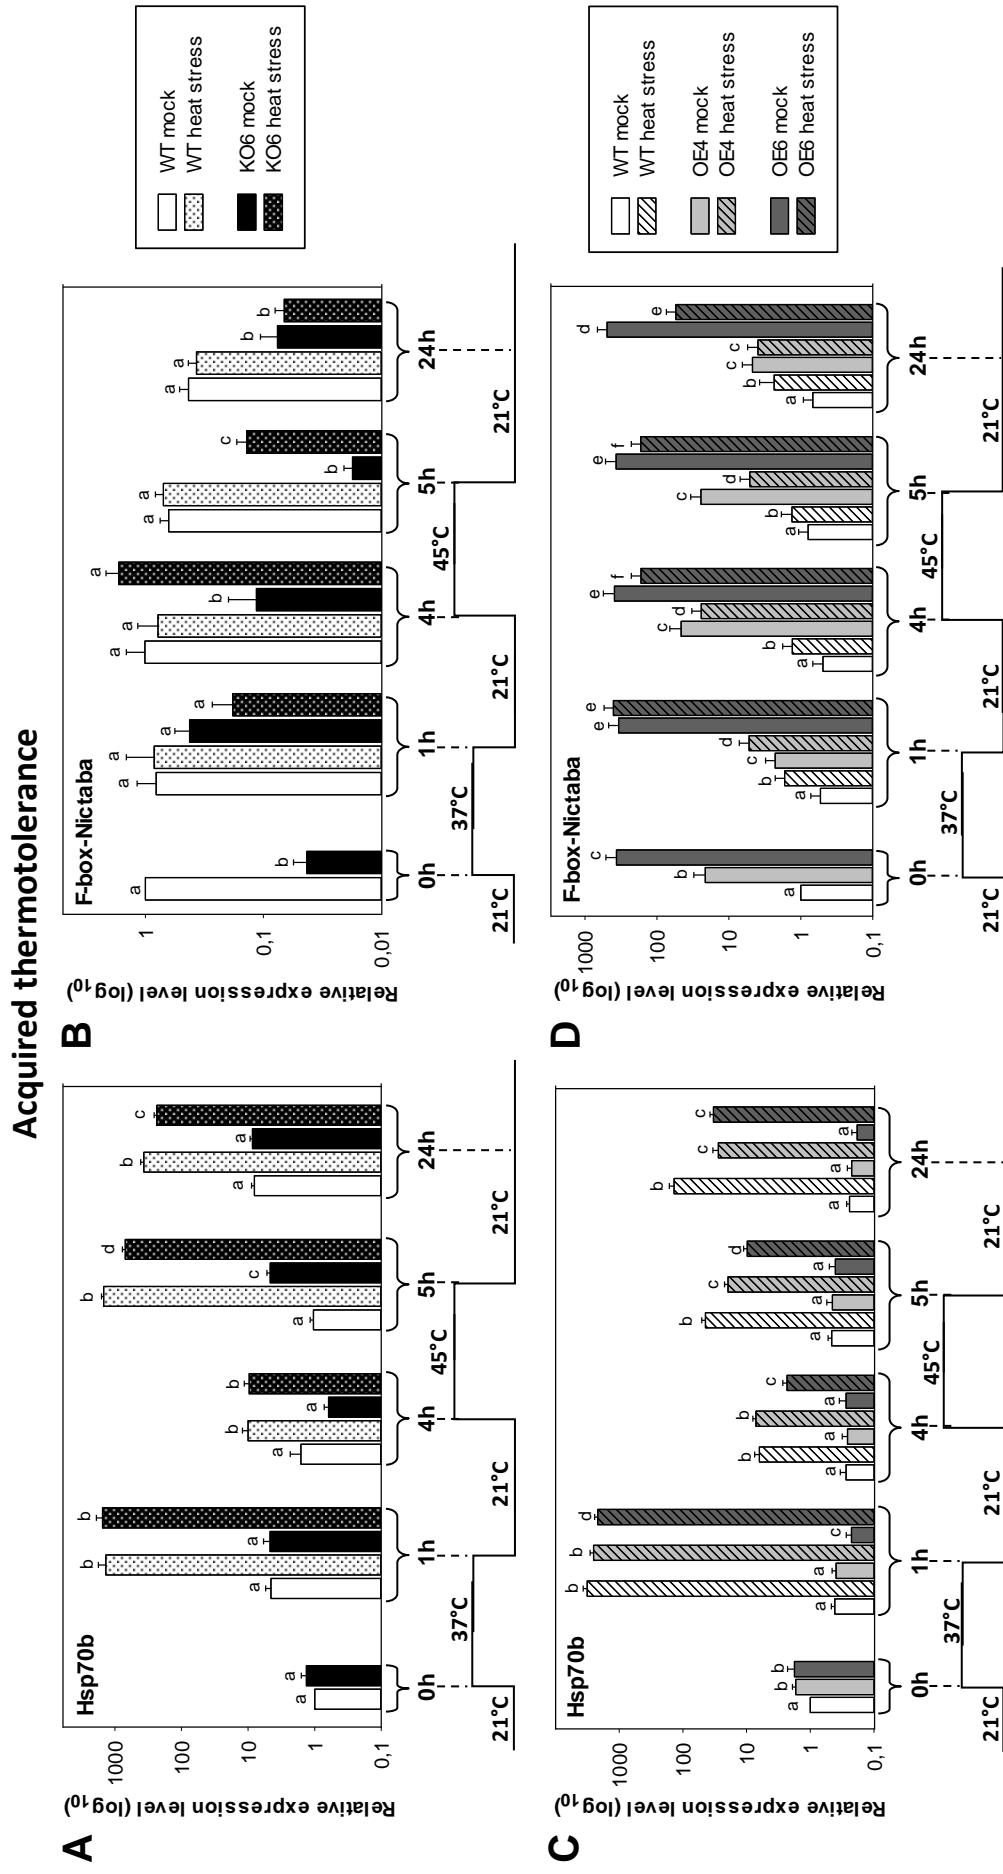 Acquired thermotolerance
A
Relative expression level (log10)
1000
100
10
1
0,1
Hsp70b
a a
a b a b
a b a b
a b c d
a b a c
0h 1h 4h 5h 24h
21°C 37°C 21°C 45°C 21°C
B
Relative expression level (log10)
1
0,1
0,01
F-box-Nictaba
a b
a a a a
a a b a
a a b c
a a b b
0h 1h 4h 5h 24h
21°C 37°C 21°C 45°C 21°C
WT mock
WT heat stress
KO6 mock
KO6 heat stress
C
Relative expression level (log10)
1000
100
10
1
0,1
Hsp70b
a b b
a b a b c d
a b a b a c
a b a c a d
a b a c a c
0h 1h 4h 5h 24h
21°C 37°C 21°C 45°C 21°C
D
Relative expression level (log10)
1000
100
10
1
0,1
F-box-Nictaba
a b c
a b c d e e
a b c d e f
a b c d e f
a b c c d e
0h 1h 4h 5h 24h
21°C 37°C 21°C 45°C 21°C
WT mock
WT heat stress
OE4 mock
OE4 heat stress
OE6 mock
OE6 heat stress